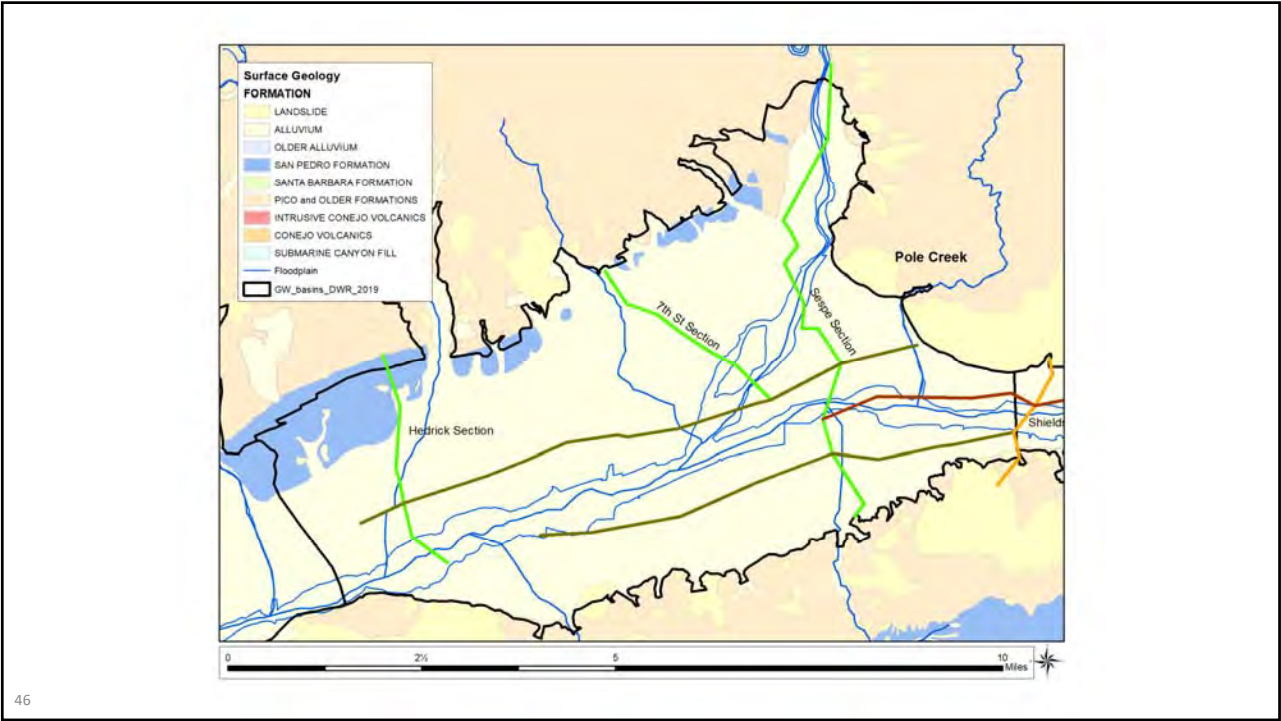 Surface Geology
FORMATION
LANDSLIDE
ALLUVIUM
OLDER ALLUVIUM
SAN PEDRO FORMATION
SANTA BARBARA FORMATION
PICO and OLDER FORMATIONS
INTRUSIVE CONEJO VOLCANICS
CONEJO VOLCANICS
SUBMARINE CANYON FILL
Floodplain
GW_basins_DWR_2019
Pole Creek
7th St Section
Sespe Section
Hedrick Section
Shields
0 2½ 5 10
Miles
46